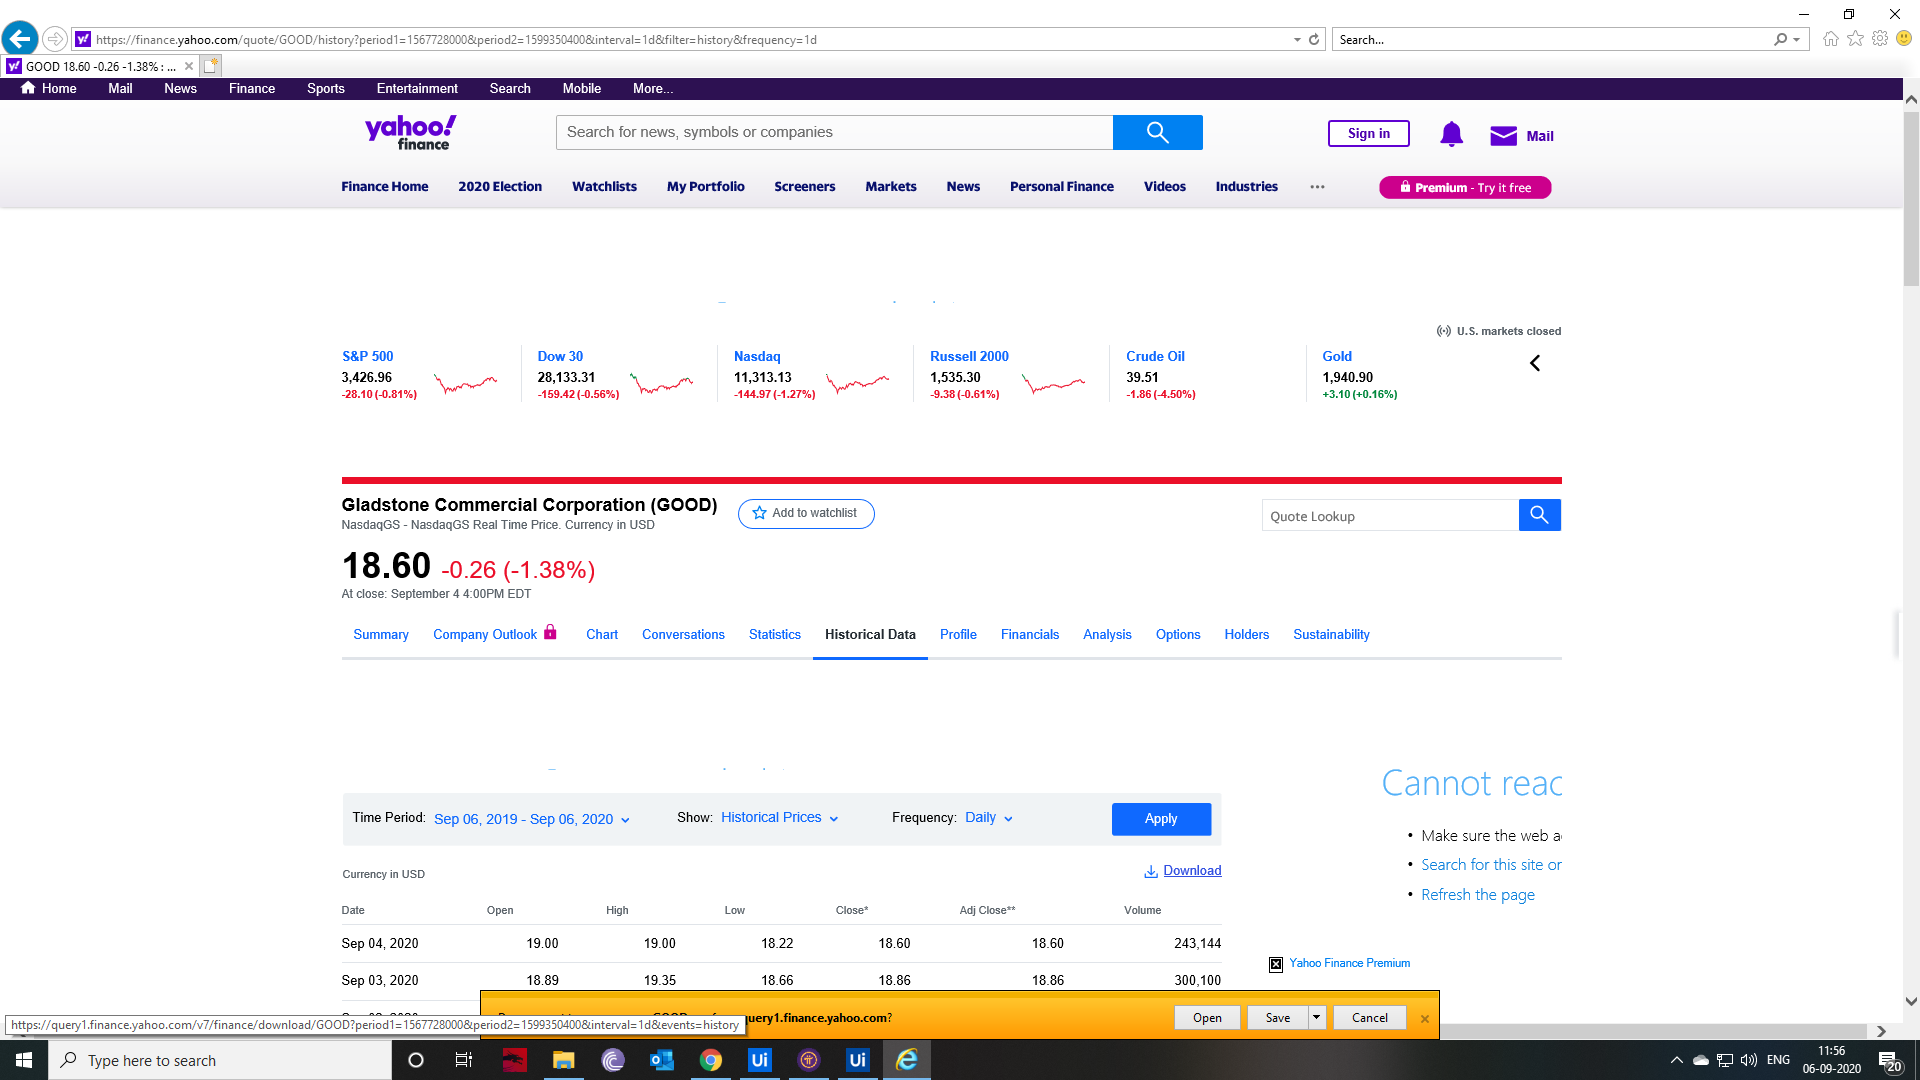 https://finance.yahoo.com/quote/GOOD/history?period1=1567728000&period2=1599350400&interval=1d&filter=history&frequency=1d
Search...
GOOD 18.60 -0.26 -1.38% : ...
Home Mail News Finance Sports Entertainment Search Mobile More...
yahoo! finance
Search for news, symbols or companies
Sign in
Mail
Finance Home 2020 Election Watchlists My Portfolio Screeners Markets News Personal Finance Videos Industries ••• Premium - Try it free
U.S. markets closed
S&P 500 Dow 30 Nasdaq Russell 2000 Crude Oil Gold
3,426.96 28,133.31 11,313.13 1,535.30 39.51 1,940.90
-28.10 (-0.81%) -159.42 (-0.56%) -144.97 (-1.27%) -9.38 (-0.61%) -1.86 (-4.50%) +3.10 (+0.16%)
Gladstone Commercial Corporation (GOOD)
NasdaqGS - NasdaqGS Real Time Price. Currency in USD
Add to watchlist
Quote Lookup
18.60 -0.26 (-1.38%)
At close: September 4 4:00PM EDT
Summary Company Outlook Chart Conversations Statistics Historical Data Profile Financials Analysis Options Holders Sustainability
Time Period: Sep 06, 2019 - Sep 06, 2020 Show: Historical Prices Frequency: Daily Apply
Currency in USD Download
Date Open High Low Close* Adj Close** Volume
Sep 04, 2020 19.00 19.00 18.22 18.60 18.60 243,144
Sep 03, 2020 18.89 19.35 18.66 18.86 18.86 300,100
Cannot reac
• Make sure the web a
• Search for this site or
• Refresh the page
Yahoo Finance Premium
query1.finance.yahoo.com?
Open Save Cancel
https://query1.finance.yahoo.com/v7/finance/download/GOOD?period1=1567728000&period2=1599350400&interval=1d&events=history
Type here to search
Ui
Ui
ENG
11:56
06-09-2020
20